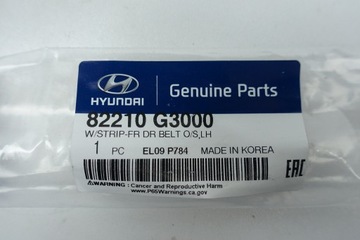 HYUNDAI
Genuine Parts
82210 G3000
W/STRIP-FR DR BELT O/S,LH
1 PC EL09 P784 MADE IN KOREA
EAC
WARNING : Cancer and Reproductive Harm
www.P65Warnings.ca.gov